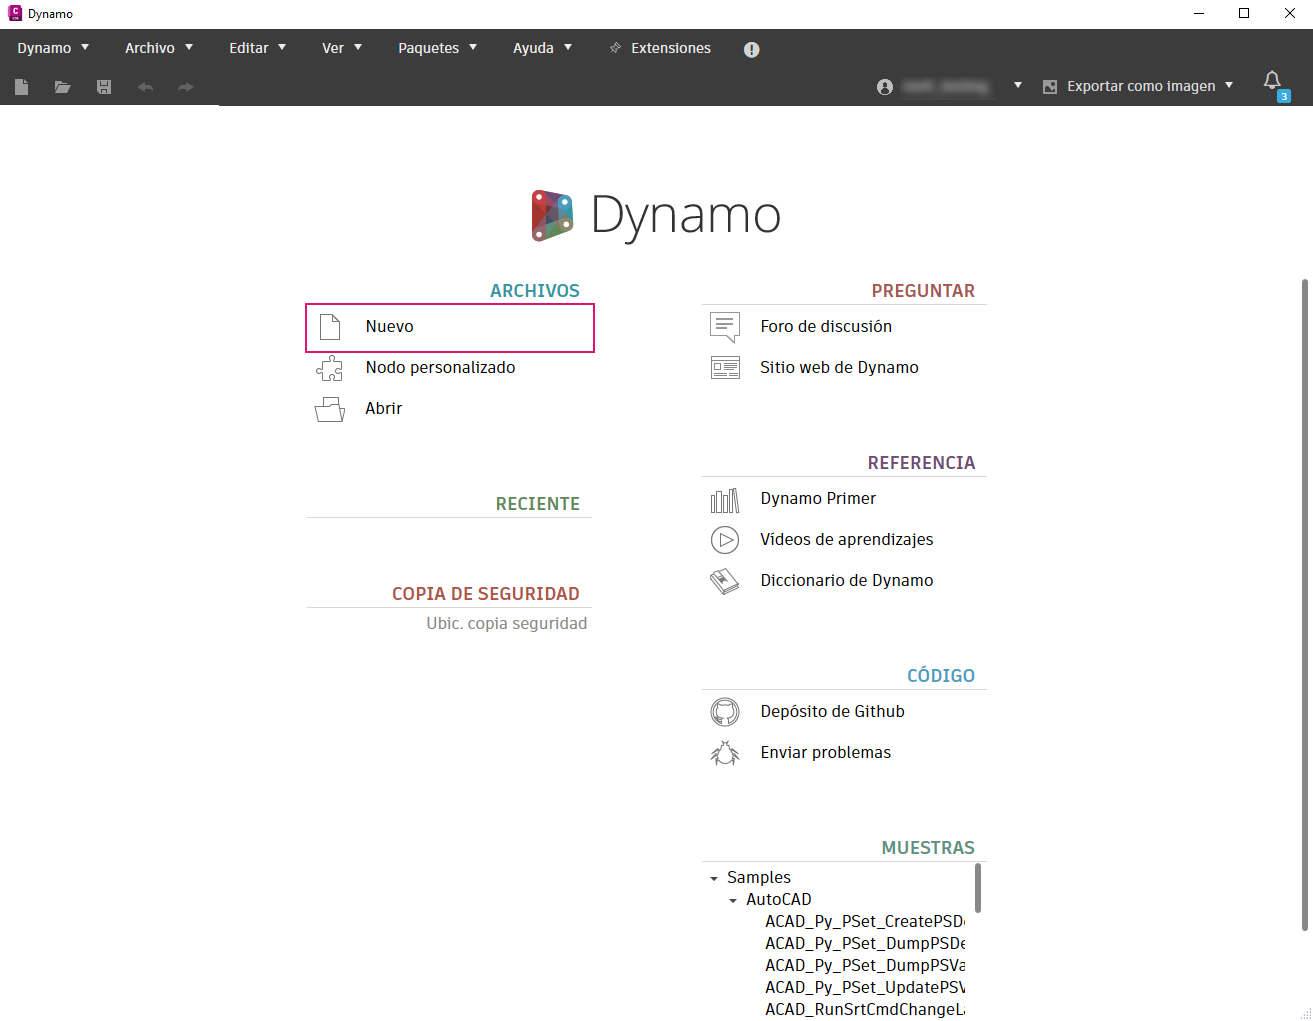 Dynamo
Dynamo
Archivo
Editar
Ver
Paquetes
Ayuda
Extensiones
Exportar como imagen
3
Dynamo
ARCHIVOS
Nuevo
Nodo personalizado
Abrir
RECIENTE
COPIA DE SEGURIDAD
Ubic. copia seguridad
PREGUNTAR
Foro de discusión
Sitio web de Dynamo
REFERENCIA
Dynamo Primer
Vídeos de aprendizajes
Diccionario de Dynamo
CÓDIGO
Depósito de Github
Enviar problemas
MUESTRAS
Samples
AutoCAD
ACAD_Py_PSet_CreatePSD
ACAD_Py_PSet_DumpPSDe
ACAD_Py_PSet_DumpPSVa
ACAD_Py_PSet_UpdatePSV
ACAD_RunSrtCmdChangeLa